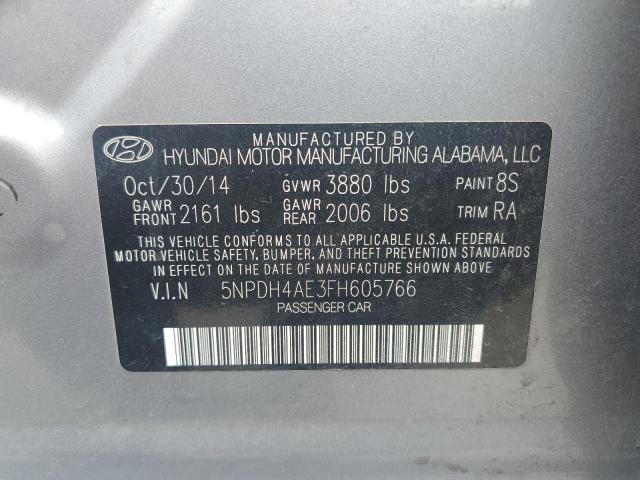 MANUFACTURED BY
HYUNDAI MOTOR MANUFACTURING ALABAMA, LLC
Oct/30/14 GVWR 3880 lbs PAINT 8S
GAWR FRONT 2161 lbs GAWR REAR 2006 lbs TRIM RA
THIS VEHICLE CONFORMS TO ALL APPLICABLE U.S.A. FEDERAL
MOTOR VEHICLE SAFETY, BUMPER, AND THEFT PREVENTION STANDARDS
IN EFFECT ON THE DATE OF MANUFACTURE SHOWN ABOVE.
V.I.N 5NPDH4AE3FH605766
PASSENGER CAR